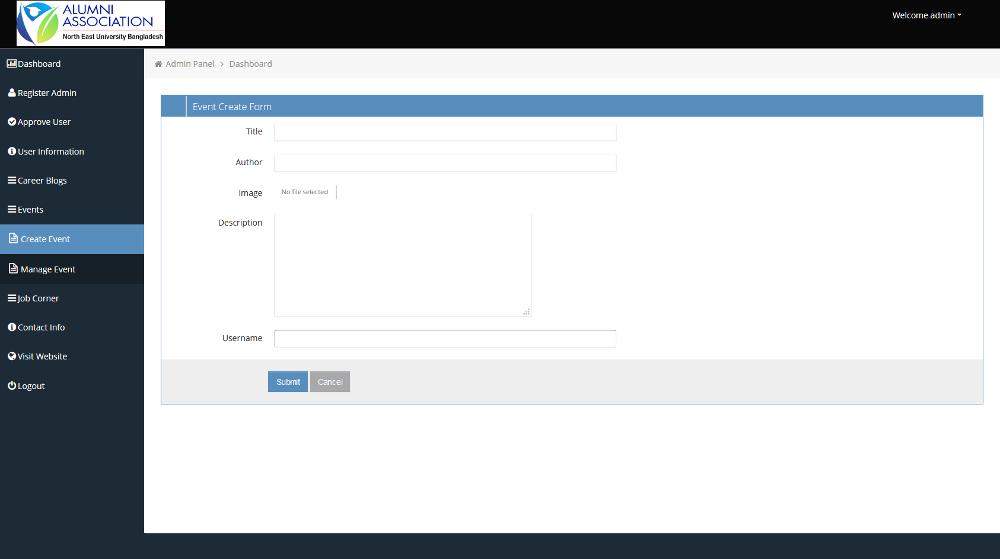 ALUMNI
ASSOCIATION
North East University Bangladesh
Welcome admin
Dashboard
Register Admin
Approve User
User Information
Career Blogs
Events
Create Event
Manage Event
Job Corner
Contact Info
Visit Website
Logout
Admin Panel > Dashboard
Event Create Form
Title
Author
Image No file selected
Description
Username
Submit Cancel